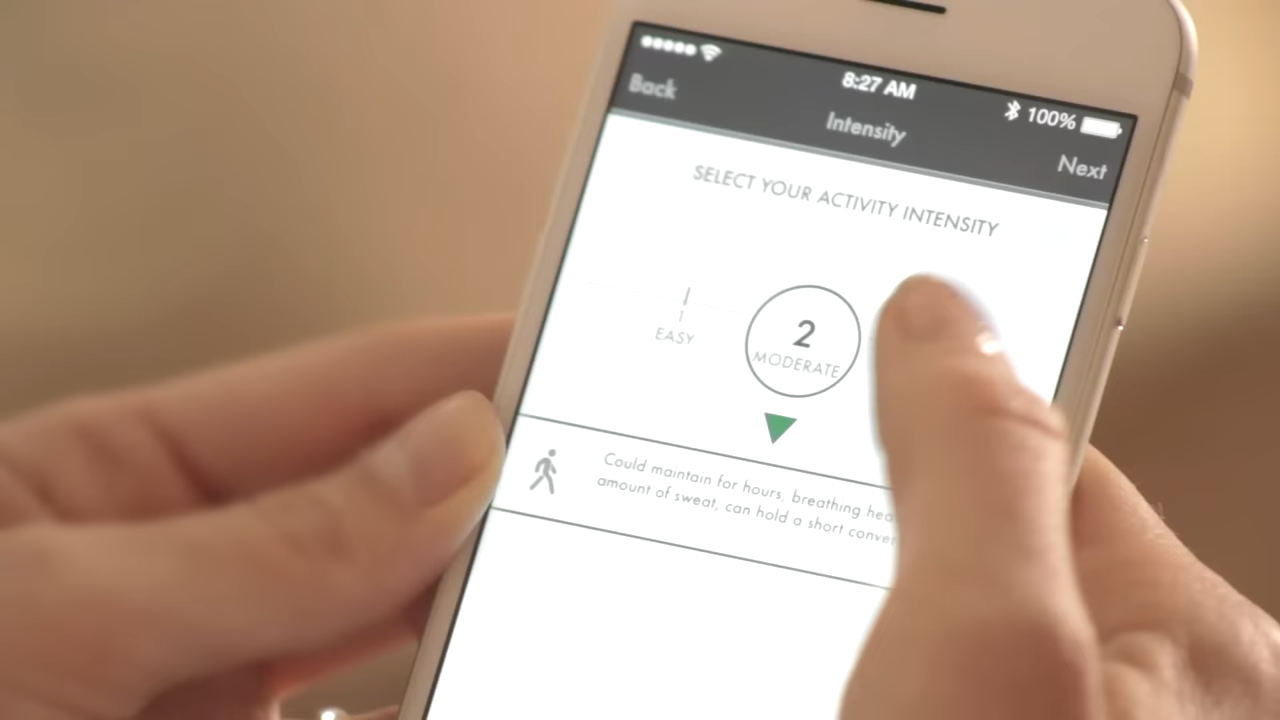 8:27 AM
100%
Back
Intensity
Next
SELECT YOUR ACTIVITY INTENSITY
1
EASY
2
MODERATE
Could maintain for hours, breathing
amount of sweat, can hold a short